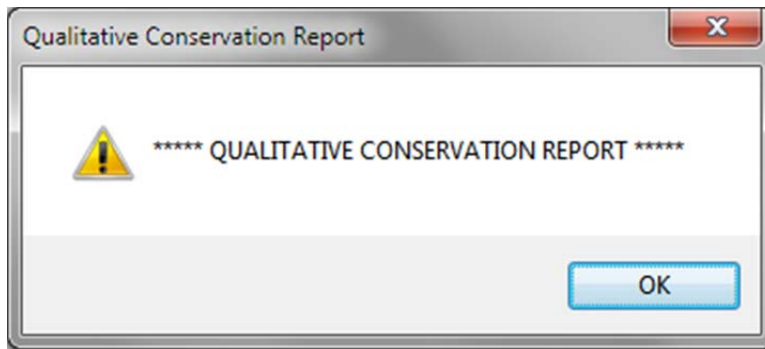 Qualitative Conservation Report
***** QUALITATIVE CONSERVATION REPORT *****
OK